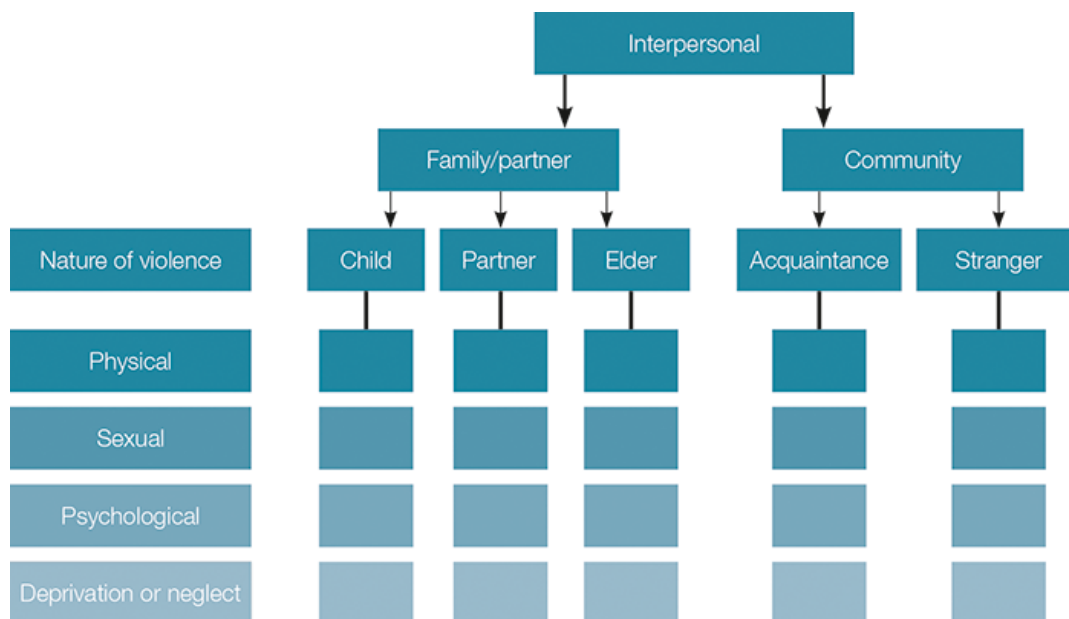 Interpersonal
Family/partner
Community
Nature of violence
Child
Partner
Elder
Acquaintance
Stranger
Physical
Sexual
Psychological
Deprivation or neglect